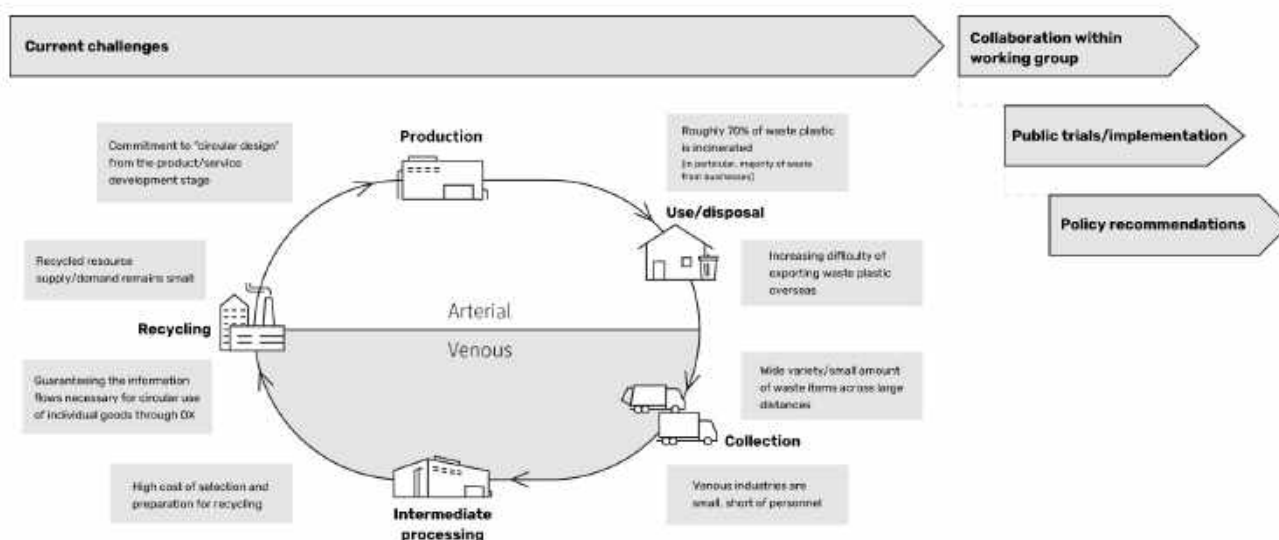 Current challenges
Collaboration within
working group
Public trials/implementation
Policy recommendations
Commitment to "circular design"
from the product/service
development stage
Production
Roughly 70% of waste plastic
is incinerated
(in particular, majority of waste
from businesses)
Use/disposal
Recycled resource
supply/demand remains small
Increasing difficulty of
exporting waste plastic
overseas
Arterial
Recycling
Venous
Guaranteeing the information
flows necessary for circular use
of individual goods through DX
Wide variety/small amount
of waste items across large
distances
Collection
High cost of selection and
preparation for recycling
Venous industries are
small, short of personnel
Intermediate
processing